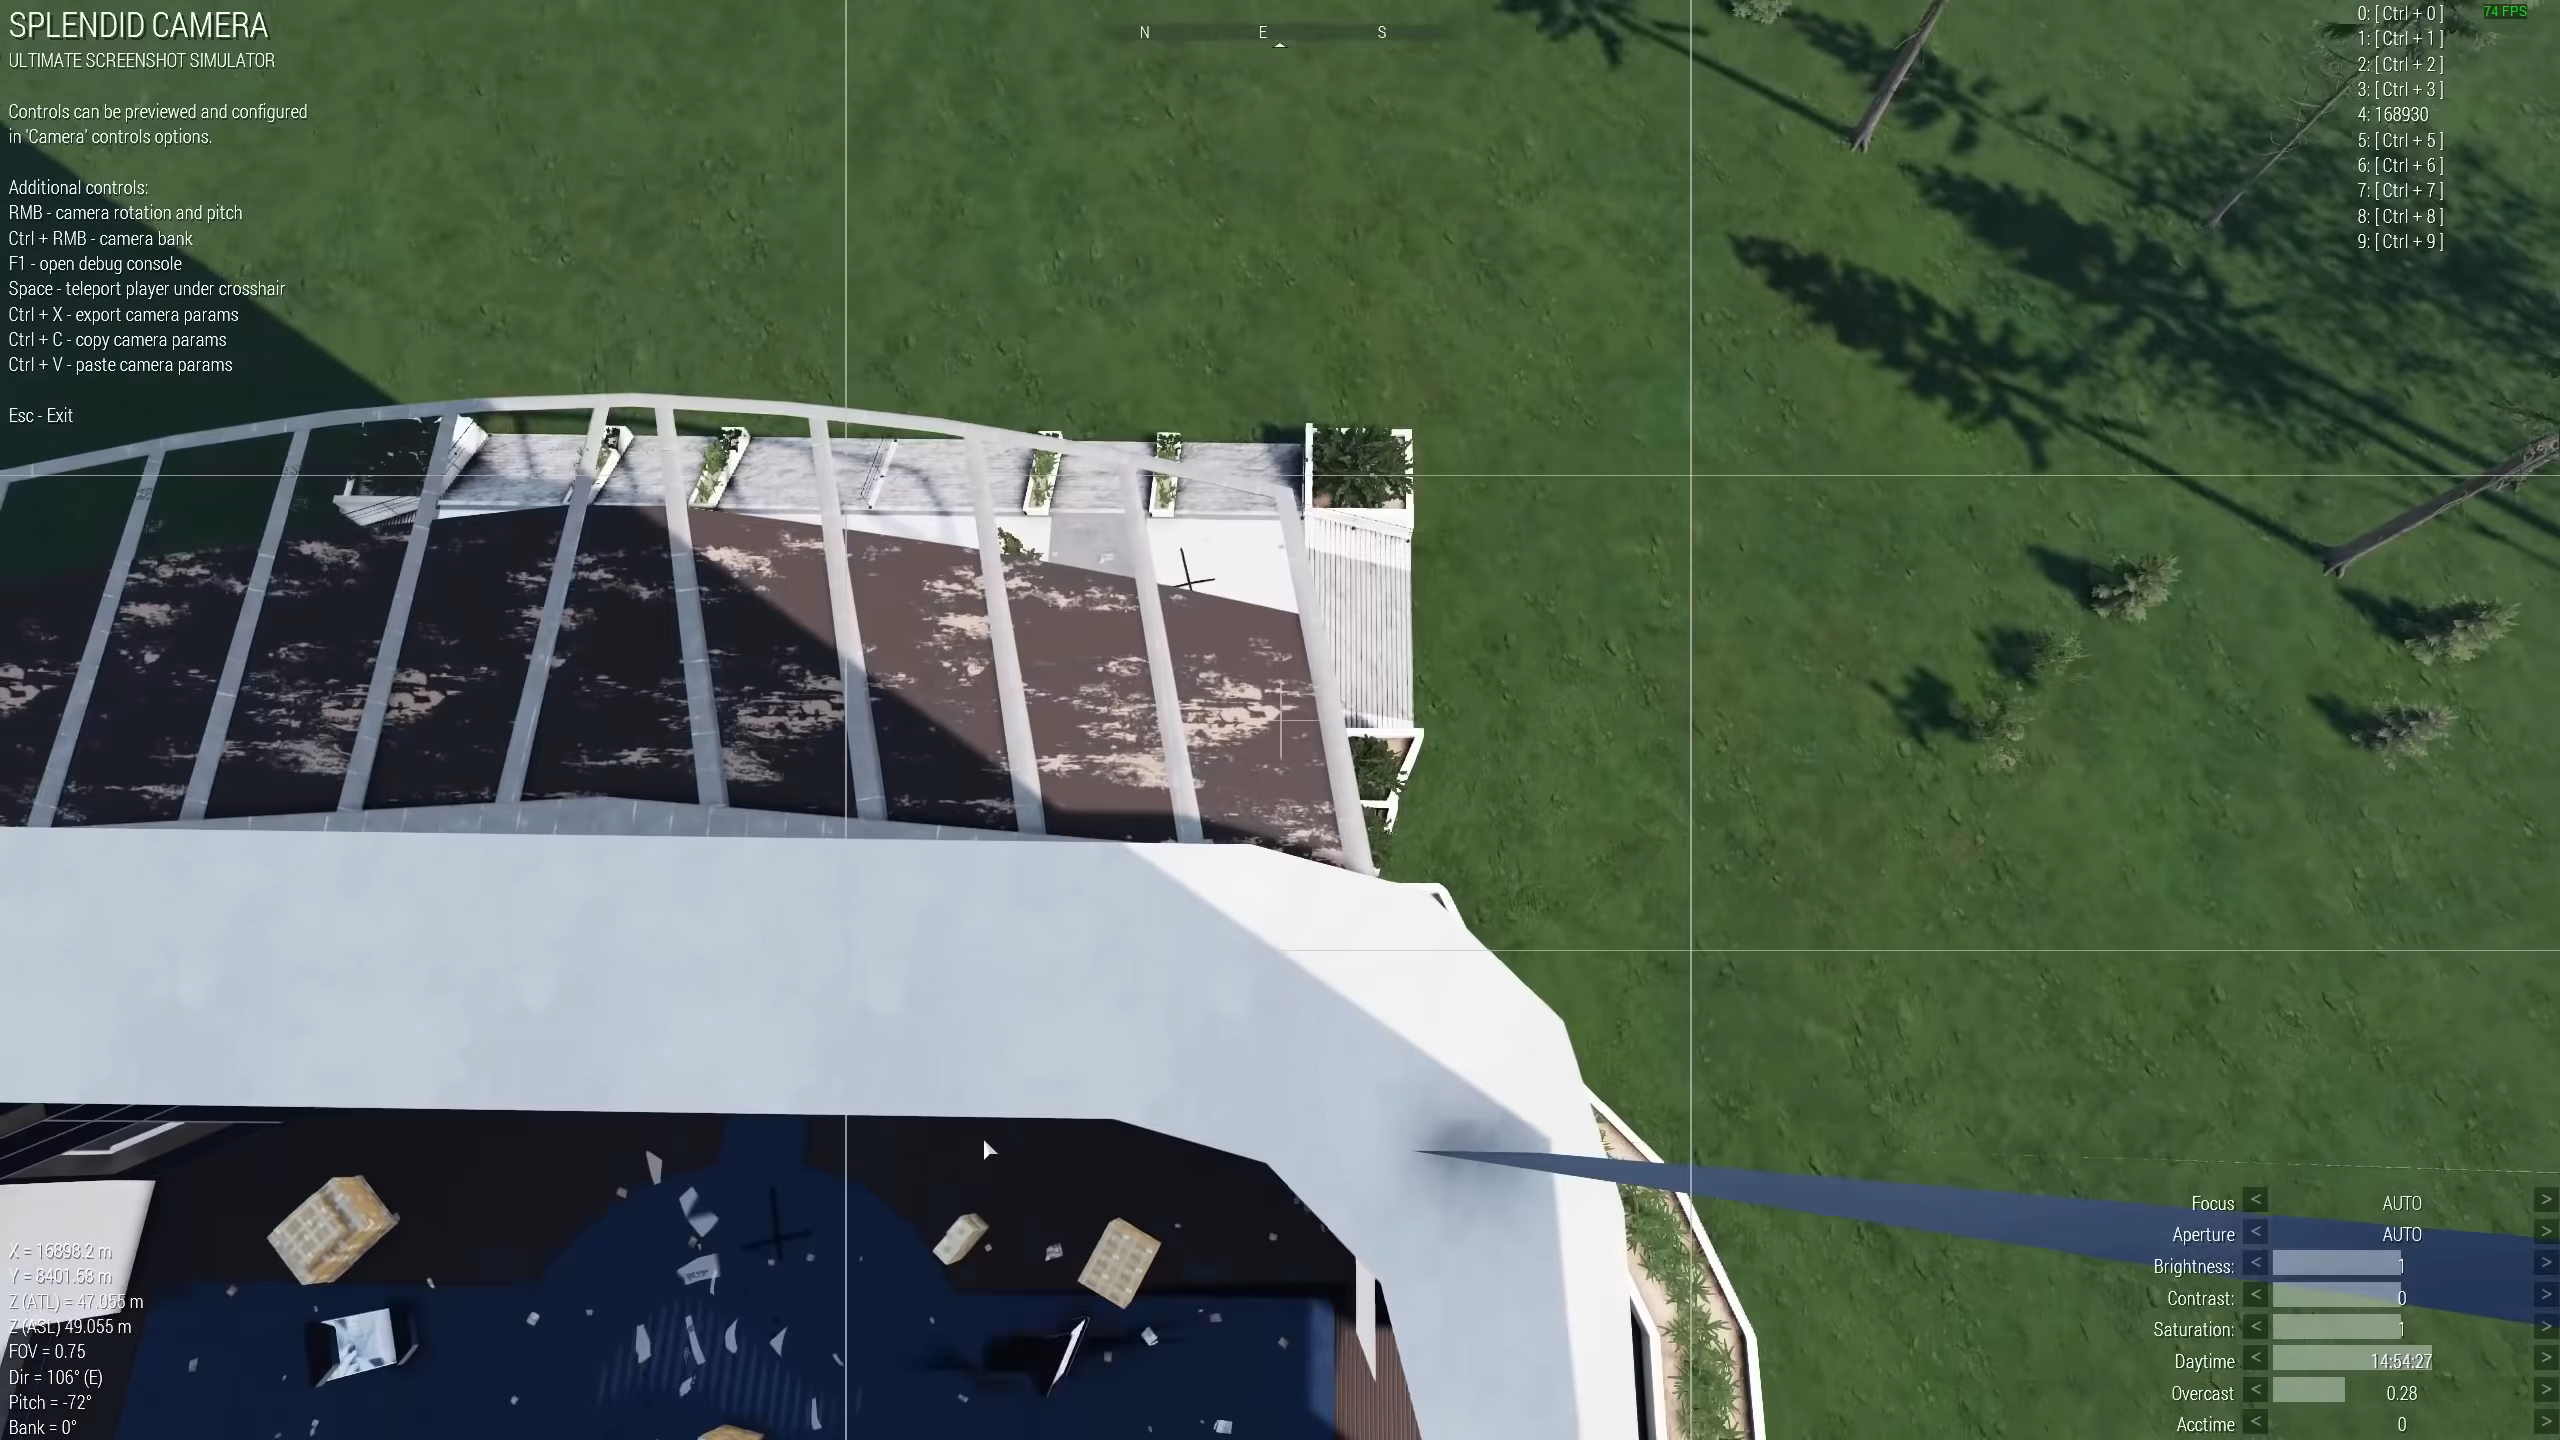 SPLENDID CAMERA
ULTIMATE SCREENSHOT SIMULATOR
Controls can be previewed and configured
in 'Camera' controls options.
Additional controls:
RMB - camera rotation and pitch
Ctrl + RMB - camera bank
F1 - open debug console
Space - teleport player under crosshair
Ctrl + X - export camera params
Ctrl + C - copy camera params
Ctrl + V - paste camera params
Esc - Exit
N E S
0: [ Ctrl + 0 ]
1: [ Ctrl + 1 ]
2: [ Ctrl + 2 ]
3: [ Ctrl + 3 ]
4: 168930
5: [ Ctrl + 5 ]
6: [ Ctrl + 6 ]
7: [ Ctrl + 7 ]
8: [ Ctrl + 8 ]
9: [ Ctrl + 9 ]
74 FPS
X = 16898.2 m
Y = 8401.58 m
Z (ATL) = 47.055 m
Z (ASL) 49.055 m
FOV = 0.75
Dir = 106° (E)
Pitch = -72°
Bank = 0°
Focus < AUTO >
Aperture < AUTO >
Brightness: < 1 >
Contrast: < 0 >
Saturation: < 1 >
Daytime < 14:54:27 >
Overcast < 0.28 >
Acctime < 0 >